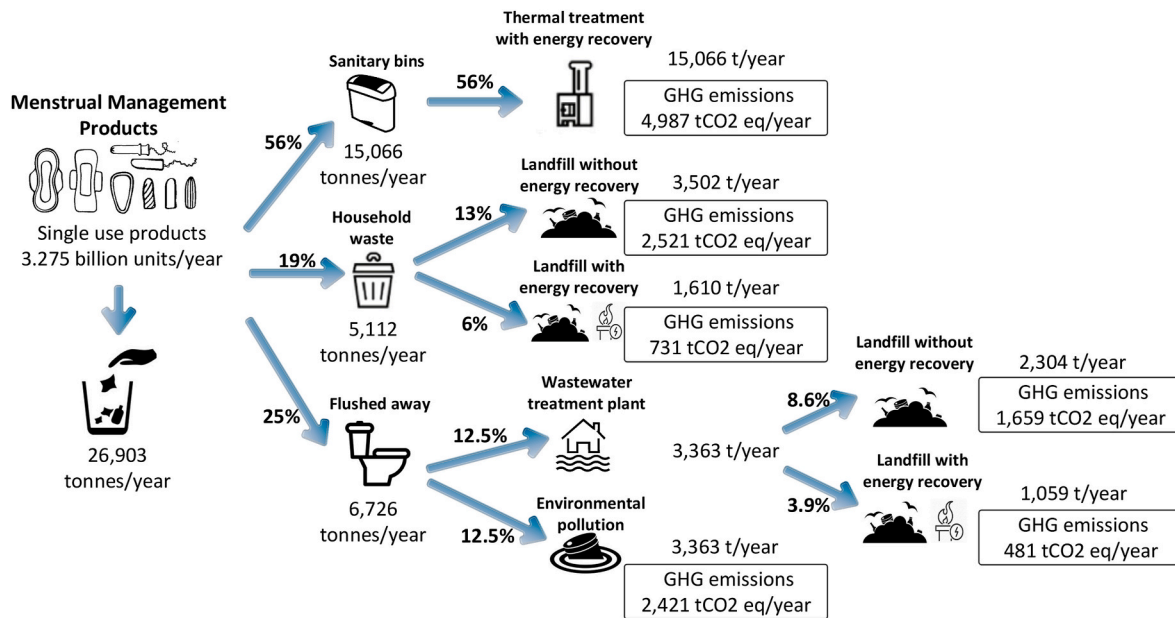 Menstrual Management
Products
Single use products
3.275 billion units/year
26,903
tonnes/year
56%
Sanitary bins
15,066
tonnes/year
56%
Thermal treatment
with energy recovery
15,066 t/year
GHG emissions
4,987 tCO2 eq/year
19%
Household
waste
5,112
tonnes/year
13%
Landfill without
energy recovery
3,502 t/year
GHG emissions
2,521 tCO2 eq/year
6%
Landfill with
energy recovery
1,610 t/year
GHG emissions
731 tCO2 eq/year
25%
Flushed away
6,726
tonnes/year
12.5%
Wastewater
treatment plant
3,363 t/year
8.6%
Landfill without
energy recovery
2,304 t/year
GHG emissions
1,659 tCO2 eq/year
3.9%
Landfill with
energy recovery
1,059 t/year
GHG emissions
481 tCO2 eq/year
12.5%
Environmental
pollution
3,363 t/year
GHG emissions
2,421 tCO2 eq/year